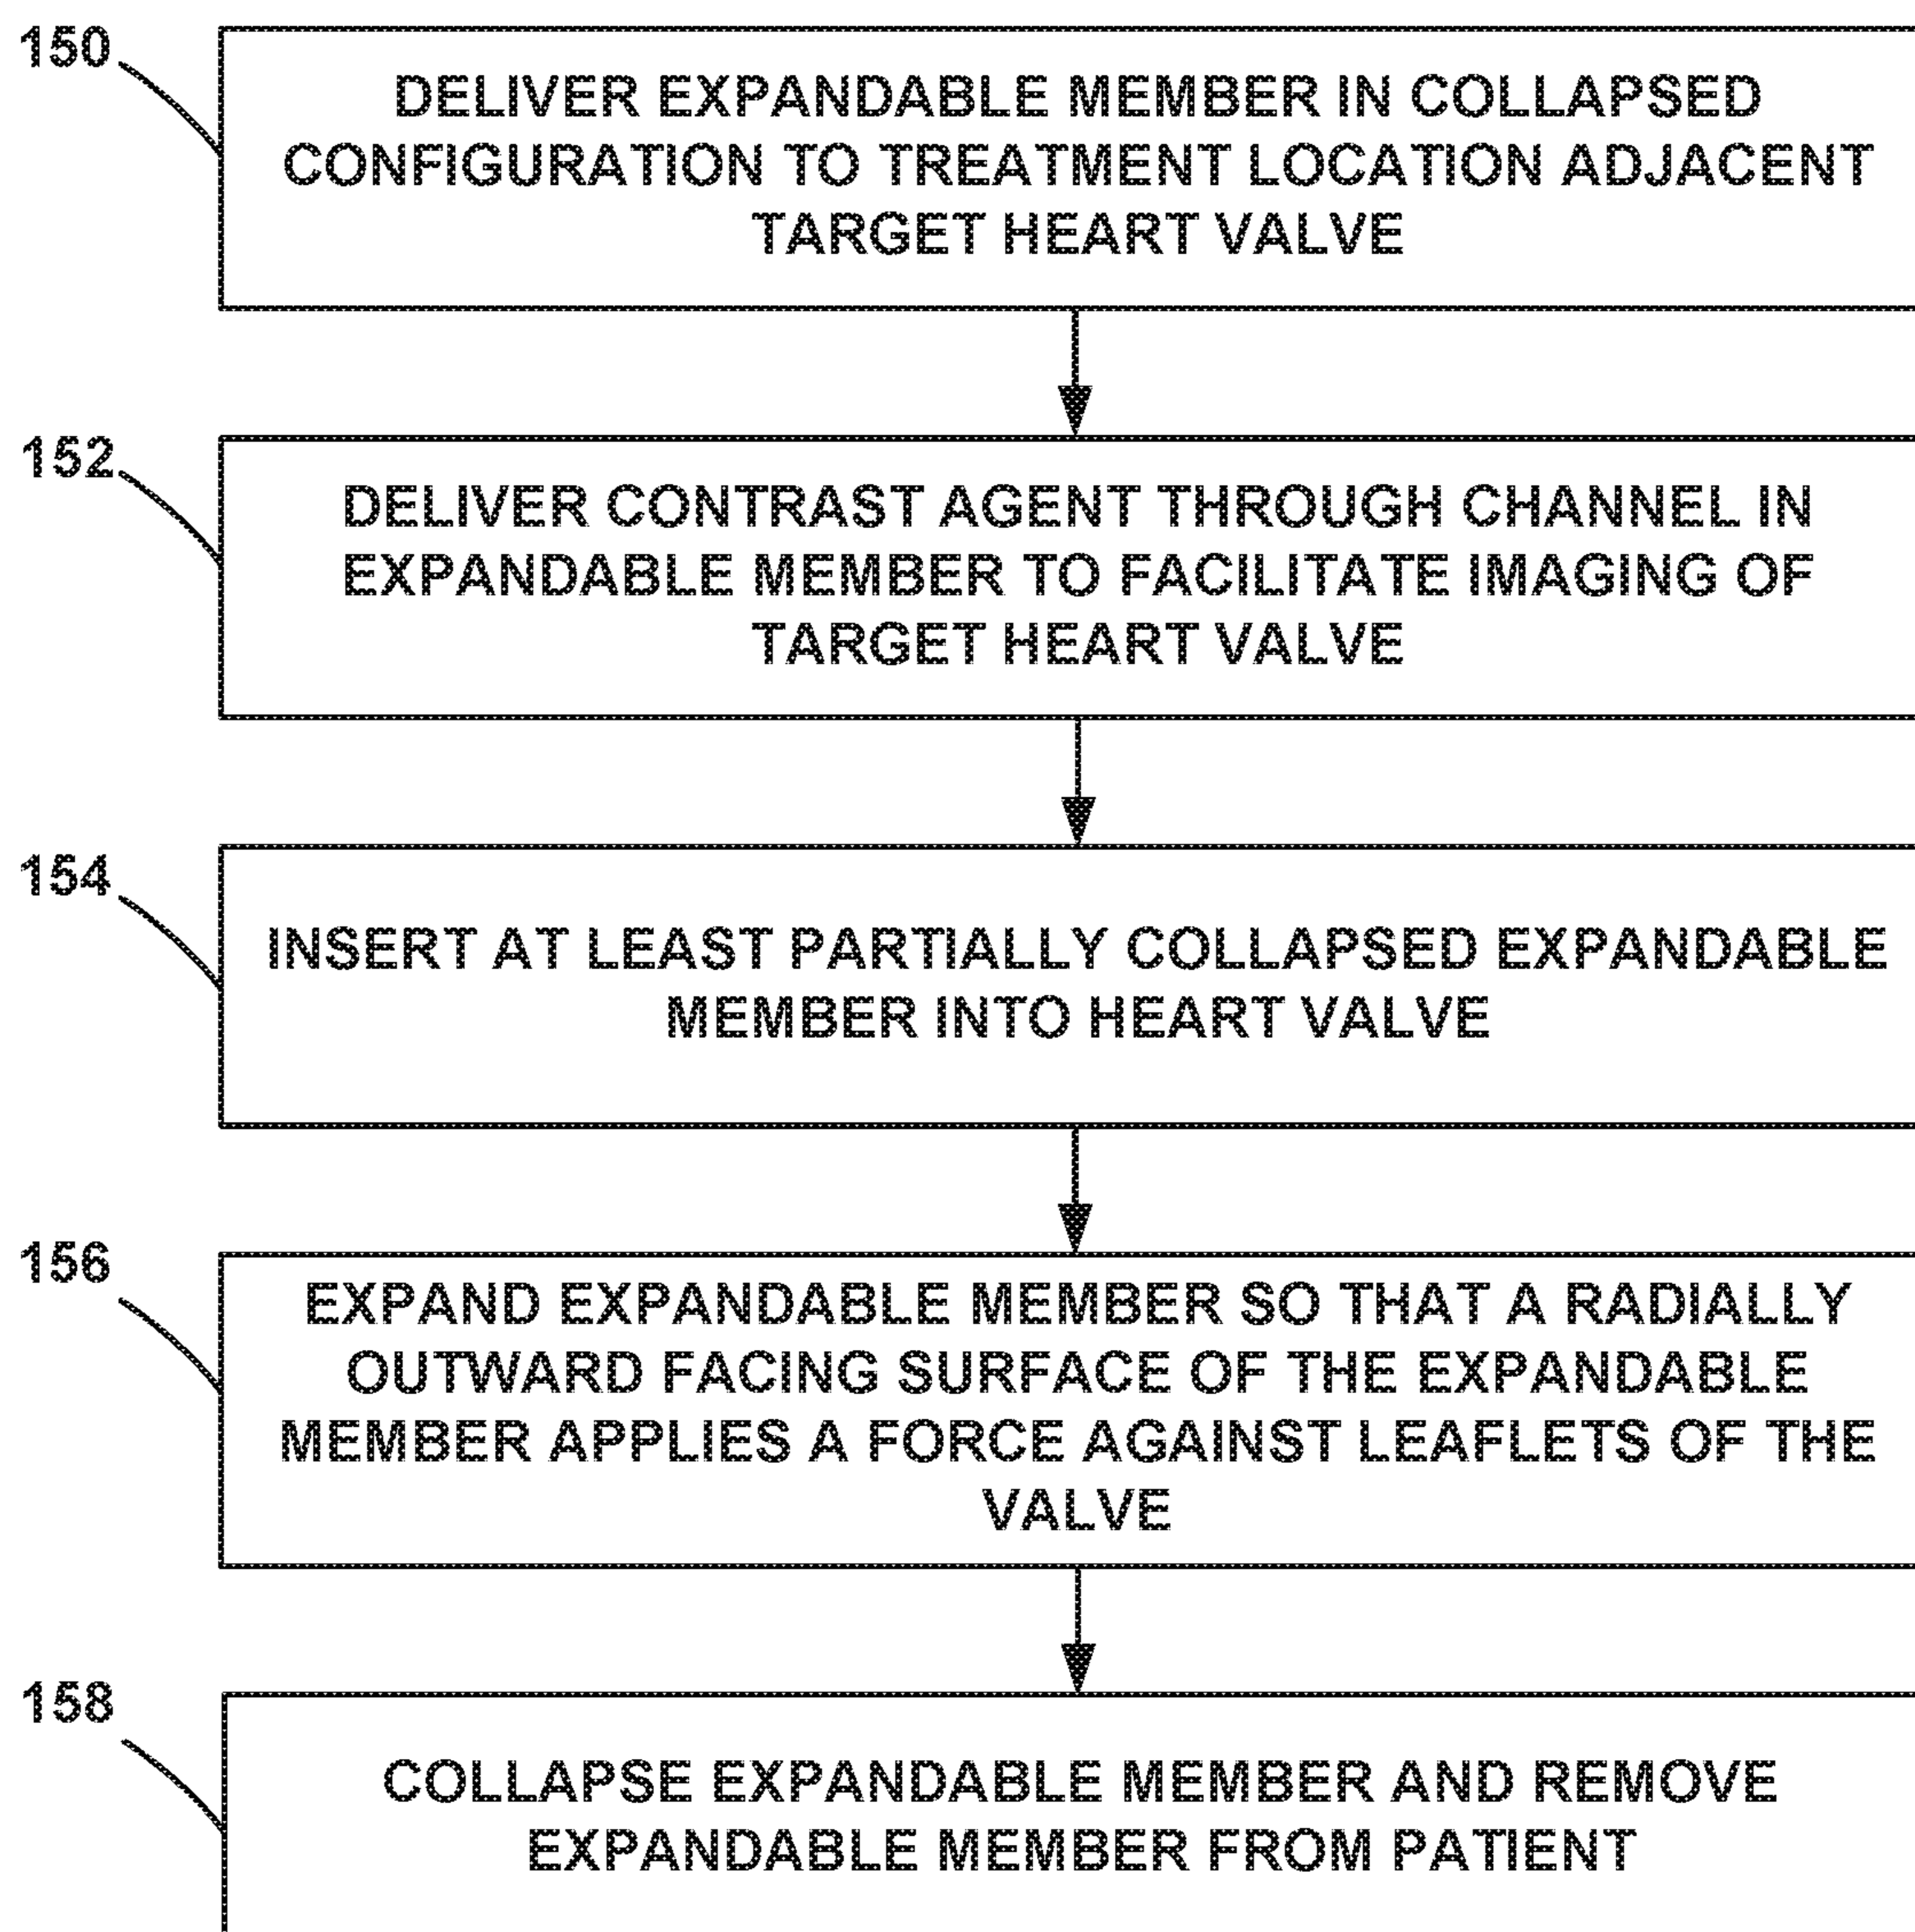 150
DELIVER EXPANDABLE MEMBER IN COLLAPSED
CONFIGURATION TO TREATMENT LOCATION ADJACENT
TARGET HEART VALVE
152
DELIVER CONTRAST AGENT THROUGH CHANNEL IN
EXPANDABLE MEMBER TO FACILITATE IMAGING OF
TARGET HEART VALVE
154
INSERT AT LEAST PARTIALLY COLLAPSED EXPANDABLE
MEMBER INTO HEART VALVE
156
EXPAND EXPANDABLE MEMBER SO THAT A RADIALLY
OUTWARD FACING SURFACE OF THE EXPANDABLE
MEMBER APPLIES A FORCE AGAINST LEAFLETS OF THE
VALVE
158
COLLAPSE EXPANDABLE MEMBER AND REMOVE
EXPANDABLE MEMBER FROM PATIENT